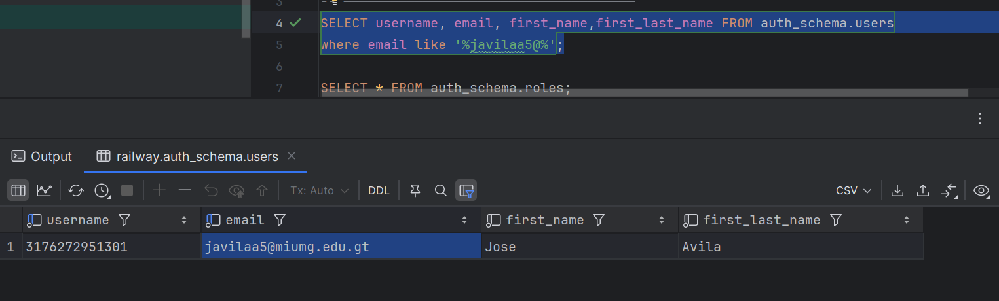 3
4 SELECT username, email, first_name,first_last_name FROM auth_schema.users
5 where email like '%javilaa5@%';
6
7 SELECT * FROM auth_schema.roles;
Output railway.auth_schema.users
Tx: Auto DDL CSV
username email first_name first_last_name
1 3176272951301 javilaa5@miumg.edu.gt Jose Avila